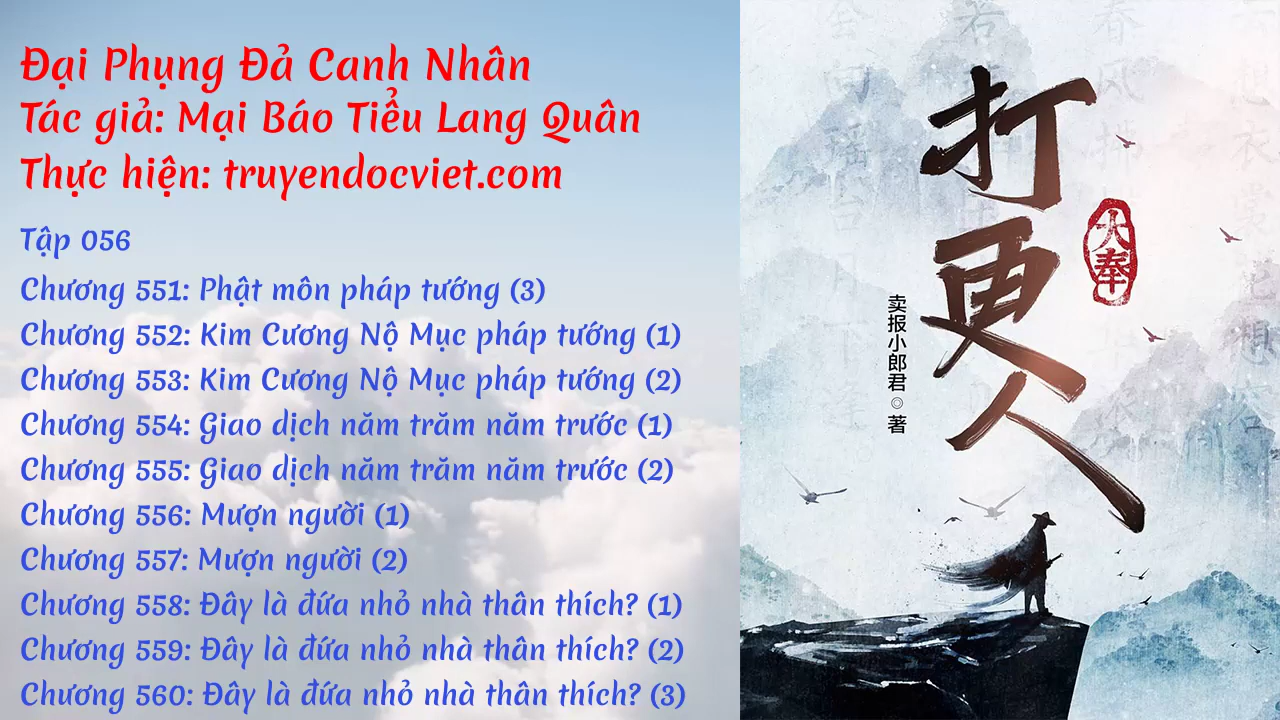 Đại Phụng Đả Canh Nhân
Tác giả: Mại Báo Tiểu Lang Quân
Thực hiện: truyendocviet.com
Tập 056
Chương 551: Phật môn pháp tướng (3)
Chương 552: Kim Cương Nộ Mục pháp tướng (1)
Chương 553: Kim Cương Nộ Mục pháp tướng (2)
Chương 554: Giao dịch năm trăm năm trước (1)
Chương 555: Giao dịch năm trăm năm trước (2)
Chương 556: Mượn người (1)
Chương 557: Mượn người (2)
Chương 558: Đây là đứa nhỏ nhà thân thích? (1)
Chương 559: Đây là đứa nhỏ nhà thân thích? (2)
Chương 560: Đây là đứa nhỏ nhà thân thích? (3)
大奉
打更人
卖报小郎君◎著